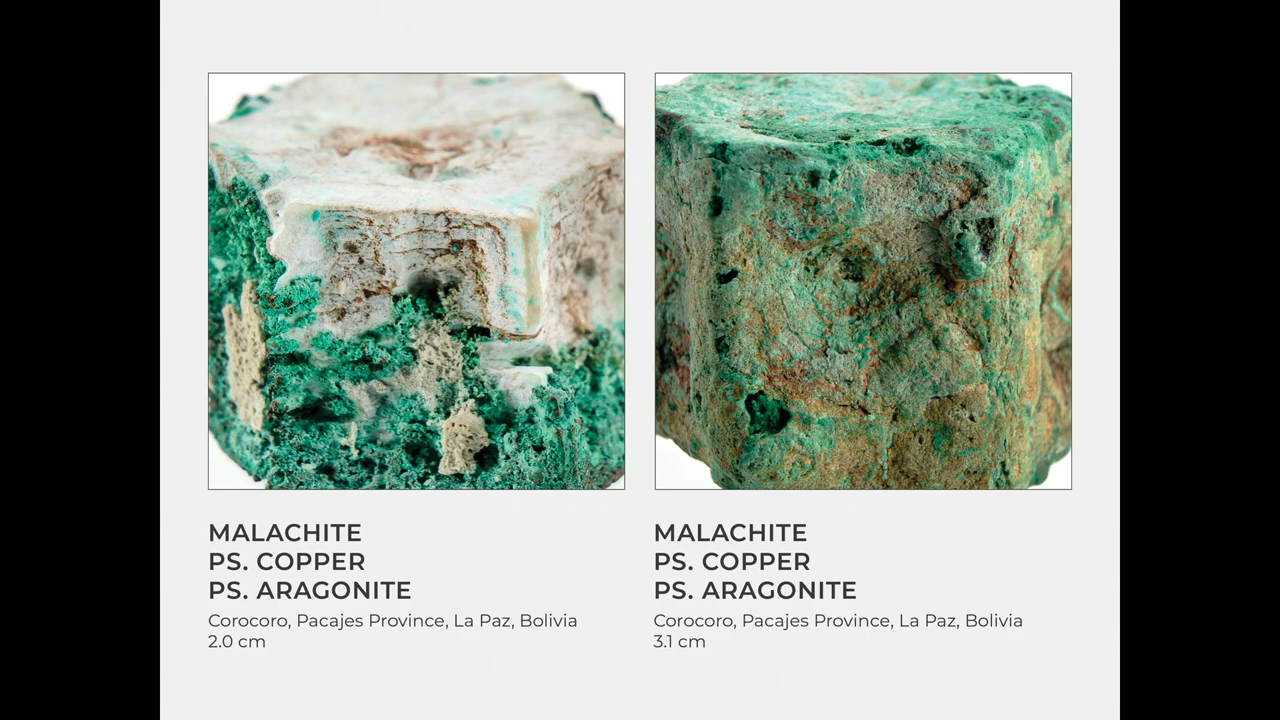 MALACHITE
PS. COPPER
PS. ARAGONITE
Corocoro, Pacajes Province, La Paz, Bolivia
2.0 cm
MALACHITE
PS. COPPER
PS. ARAGONITE
Corocoro, Pacajes Province, La Paz, Bolivia
3.1 cm